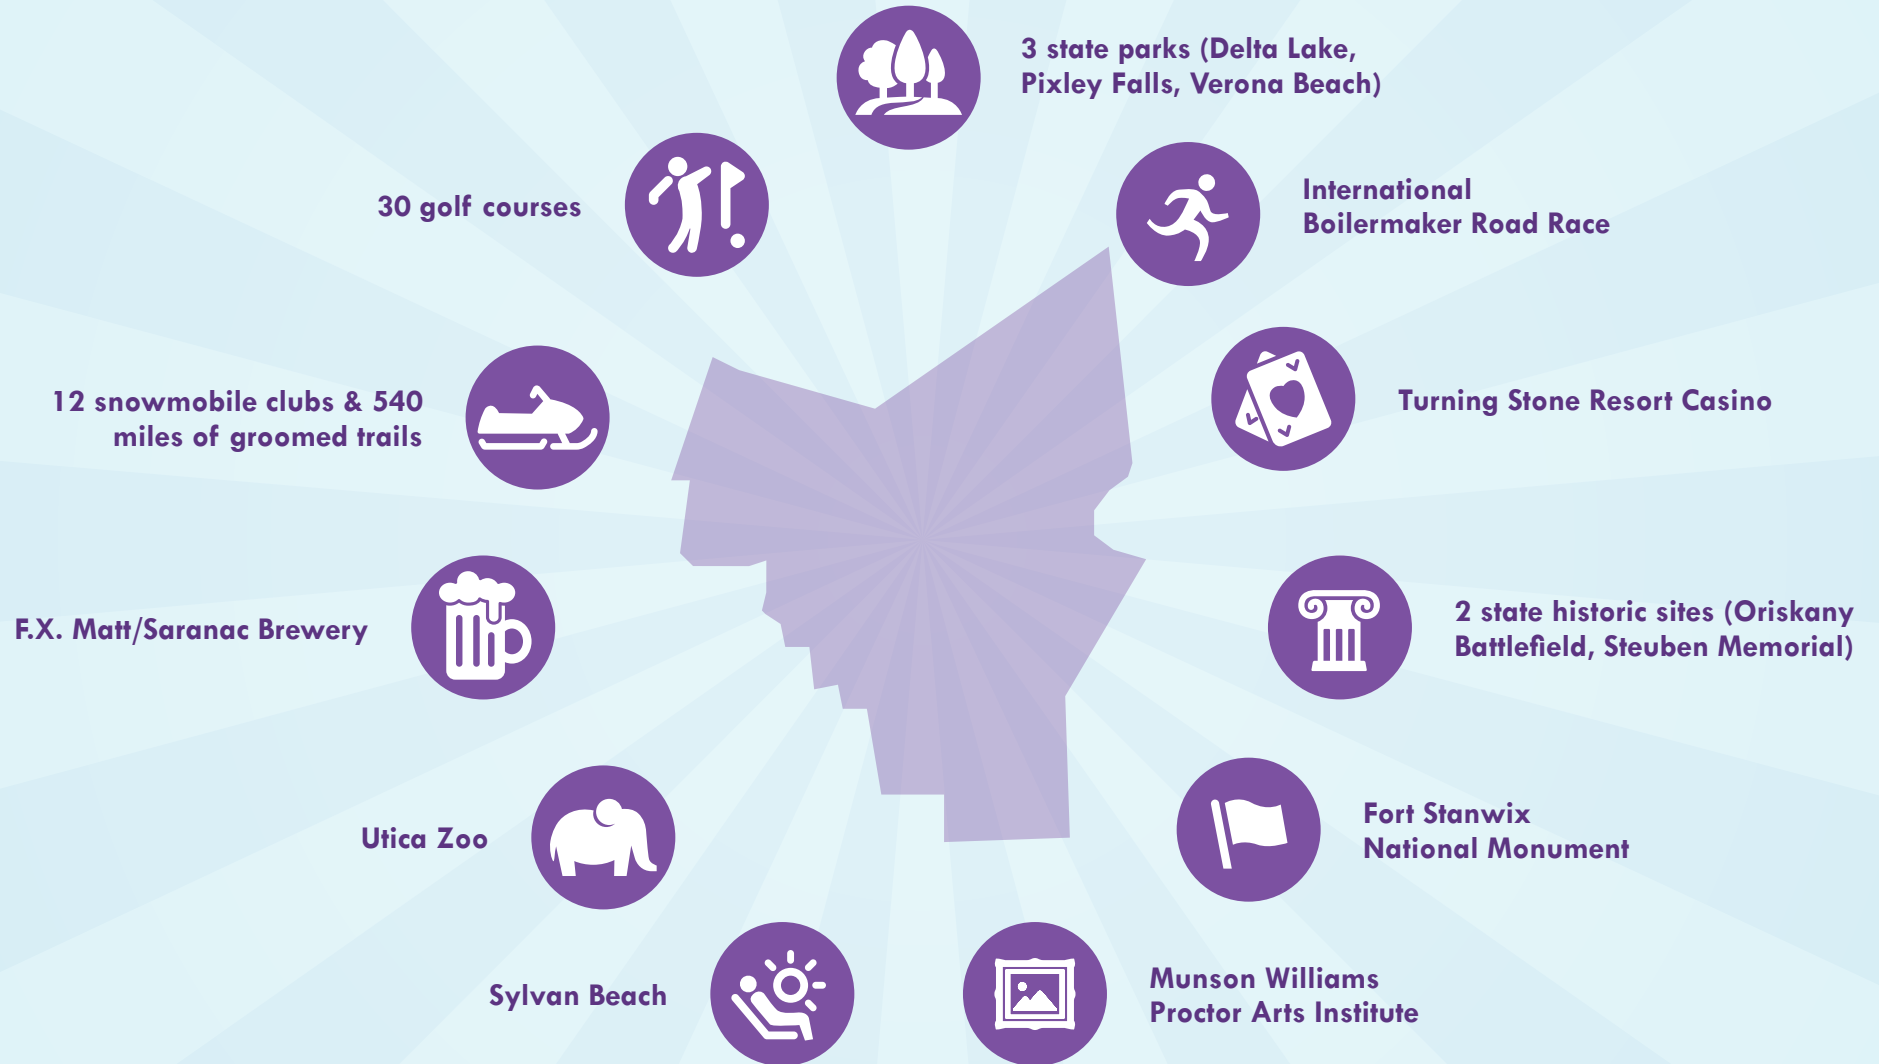 3 state parks (Delta Lake,
Pixley Falls, Verona Beach)
30 golf courses
International
Boilermaker Road Race
12 snowmobile clubs & 540
miles of groomed trails
Turning Stone Resort Casino
F.X. Matt/Saranac Brewery
2 state historic sites (Oriskany
Battlefield, Steuben Memorial)
Utica Zoo
Fort Stanwix
National Monument
Sylvan Beach
Munson Williams
Proctor Arts Institute